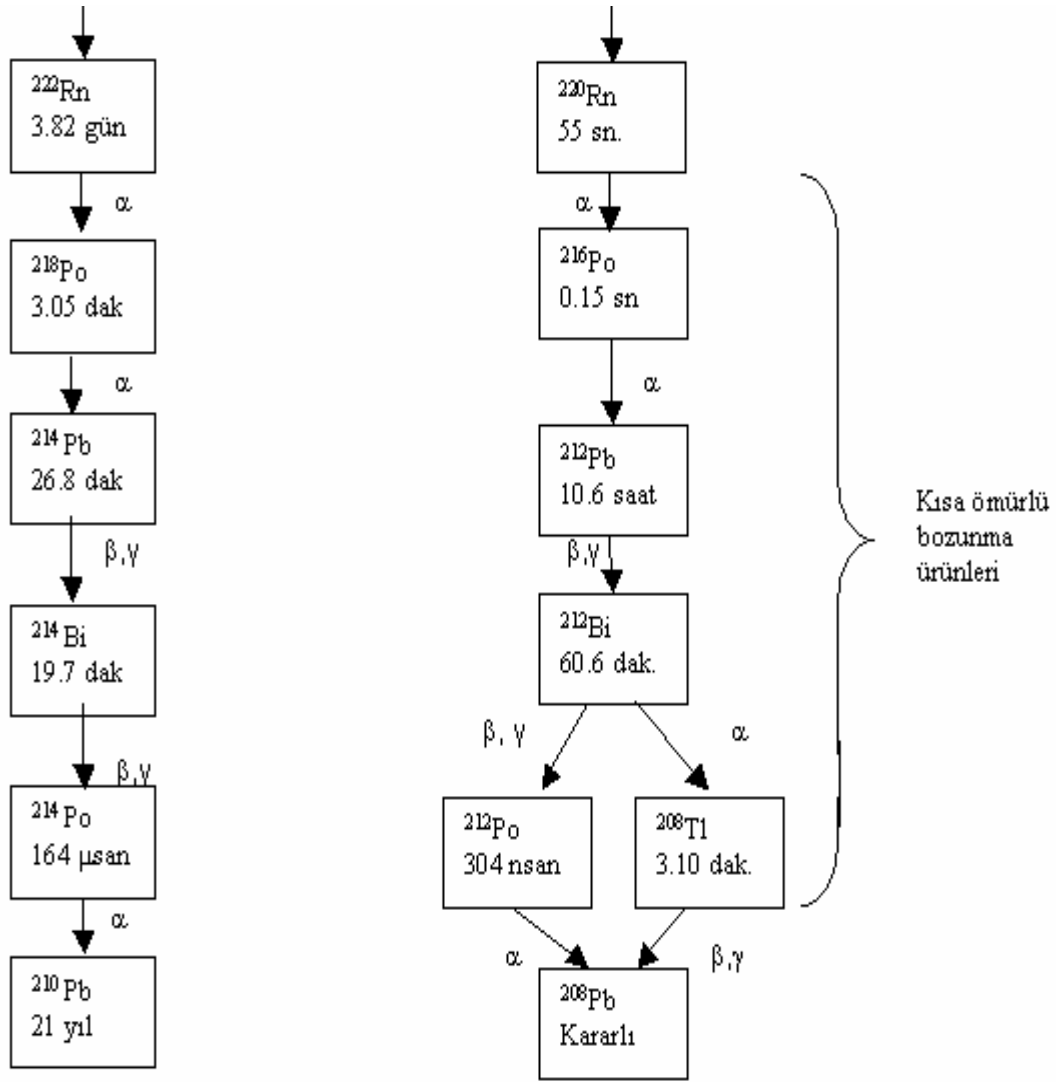 ²²²Rn
3.82 gün
α
²¹⁸Po
3.05 dak
α
²¹⁴Pb
26.8 dak
β,γ
²¹⁴Bi
19.7 dak
β,γ
²¹⁴Po
164 µsan
α
²¹⁰Pb
21 yıl
²²⁰Rn
55 sn.
α
²¹⁶Po
0.15 sn
α
²¹²Pb
10.6 saat
β,γ
²¹²Bi
60.6 dak.
β, γ
α
²¹²Po
304 nsan
²⁰⁸Tl
3.10 dak.
α
β,γ
²⁰⁸Pb
Kararlı
Kısa ömürlü
bozunma
ürünleri